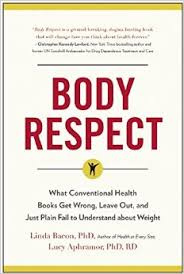 "Body Respect is a ground-breaking, dogma-busting book that
will change how you think about health forever."
—Christopher Kennedy Lawford, New York Times bestselling author and
former UN Goodwill Ambassador for Drug Dependence Treatment and Care
BODY
RESPECT
What Conventional Health
Books Get Wrong, Leave Out, and
Just Plain Fail to Understand about Weight
Linda Bacon, PhD, Author of Health at Every Size,
Lucy Aphramor, PhD, RD